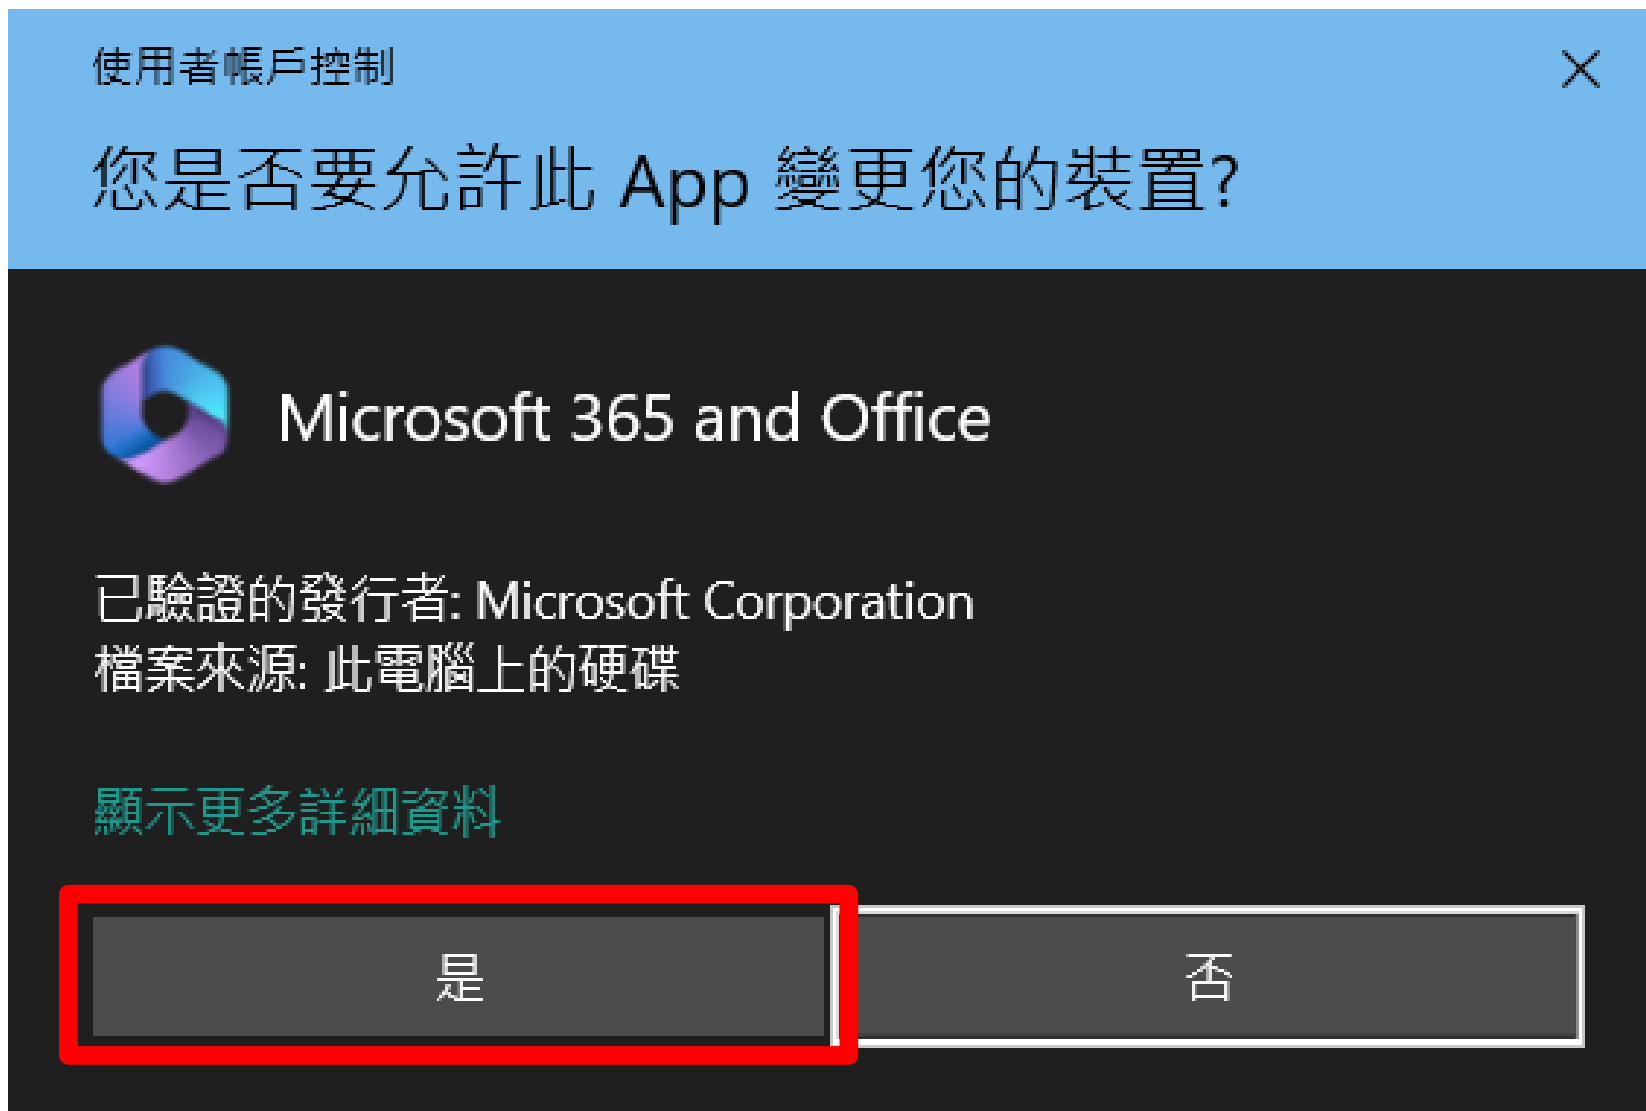 使用者帳戶控制
您是否要允許此 App 變更您的裝置?
Microsoft 365 and Office
已驗證的發行者: Microsoft Corporation
檔案來源: 此電腦上的硬碟
顯示更多詳細資料
是
否